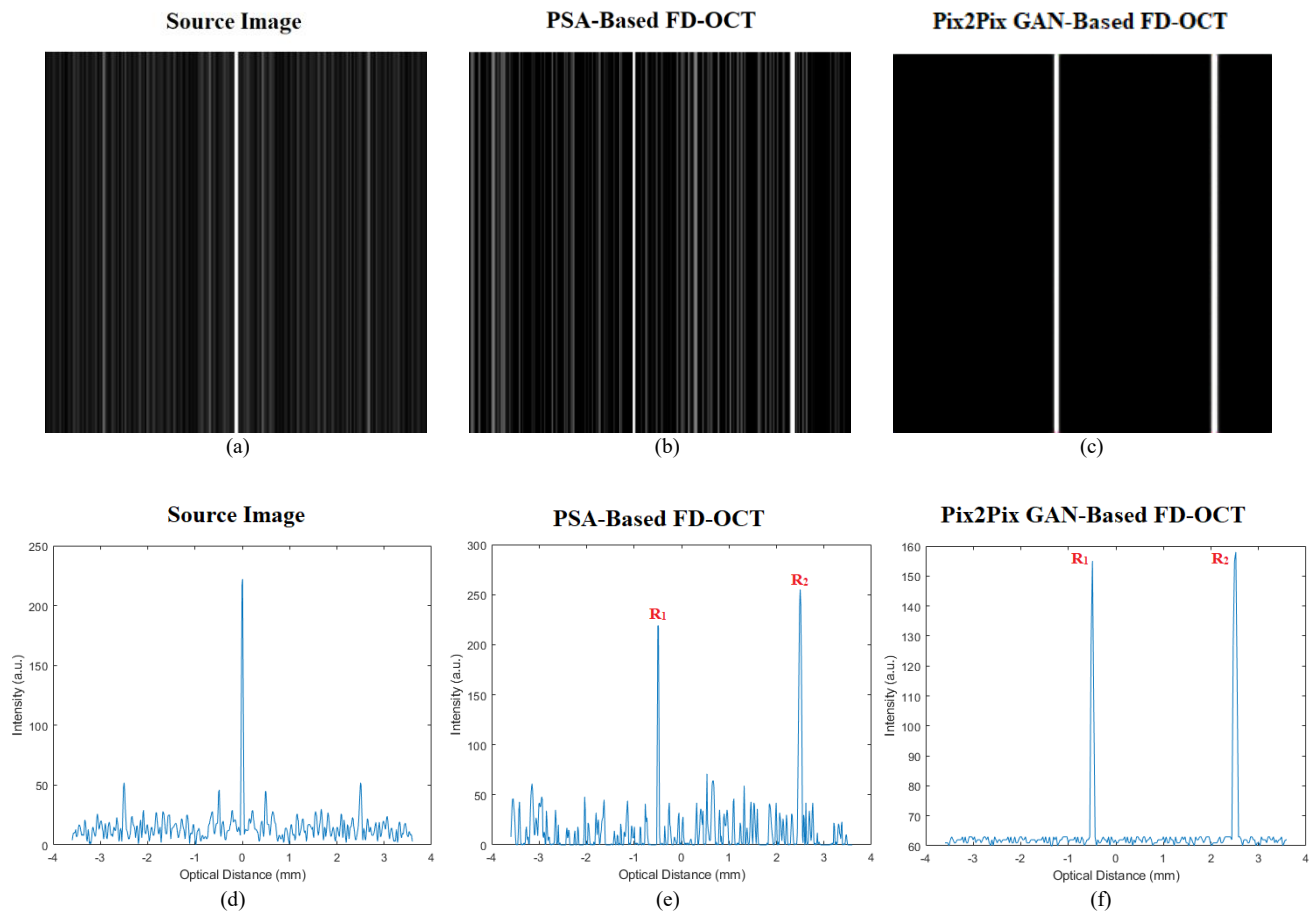 Source Image
PSA-Based FD-OCT
Pix2Pix GAN-Based FD-OCT
(a)
(b)
(c)
Source Image
PSA-Based FD-OCT
Pix2Pix GAN-Based FD-OCT
250
200
150
100
50
0
-4 -3 -2 -1 0 1 2 3 4
Intensity (a.u.)
Optical Distance (mm)
(d)
300
250
200
150
100
50
0
-4 -3 -2 -1 0 1 2 3 4
Intensity (a.u.)
Optical Distance (mm)
R₁
R₂
(e)
160
150
140
130
120
110
100
90
80
70
60
-4 -3 -2 -1 0 1 2 3 4
Intensity (a.u.)
Optical Distance (mm)
R₁
R₂
(f)